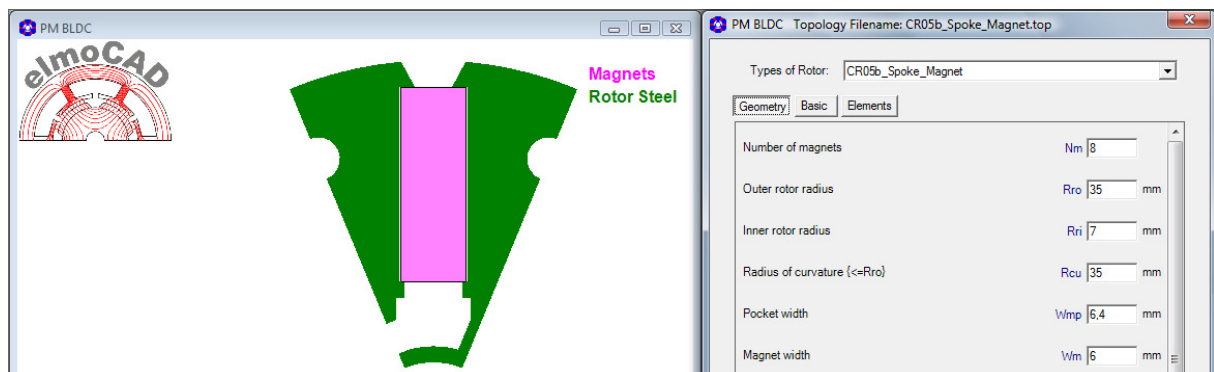 PM BLDC
elmoCAD
Magnets
Rotor Steel
PM BLDC Topology Filename: CR05b_Spoke_Magnet.top
Types of Rotor: CR05b_Spoke_Magnet
Geometry Basic Elements
Number of magnets Nm 8
Outer rotor radius Rro 35 mm
Inner rotor radius Rri 7 mm
Radius of curvature {<=Rro} Rcu 35 mm
Pocket width Wmp 6,4 mm
Magnet width Wm 6 mm